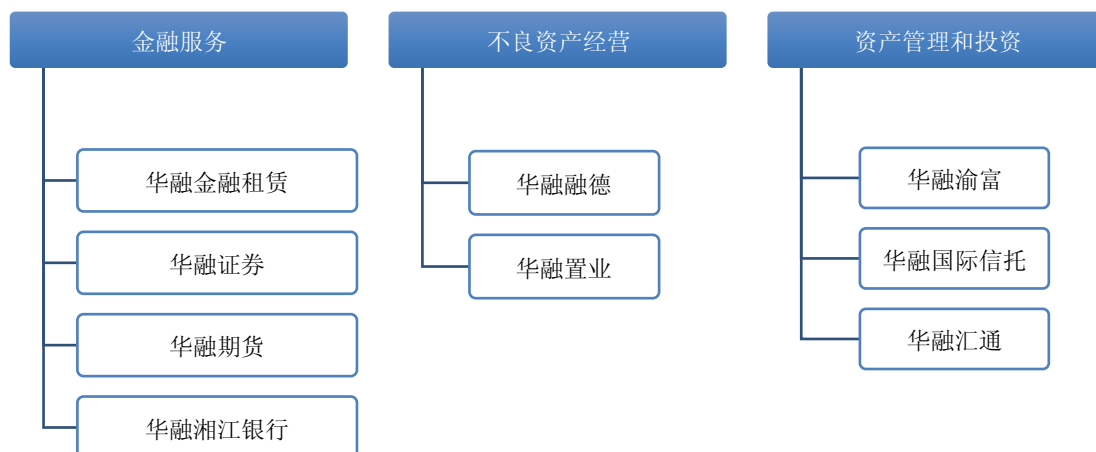 金融服务
华融金融租赁
华融证券
华融期货
华融湘江银行
不良资产经营
华融融德
华融置业
资产管理和投资
华融渝富
华融国际信托
华融汇通